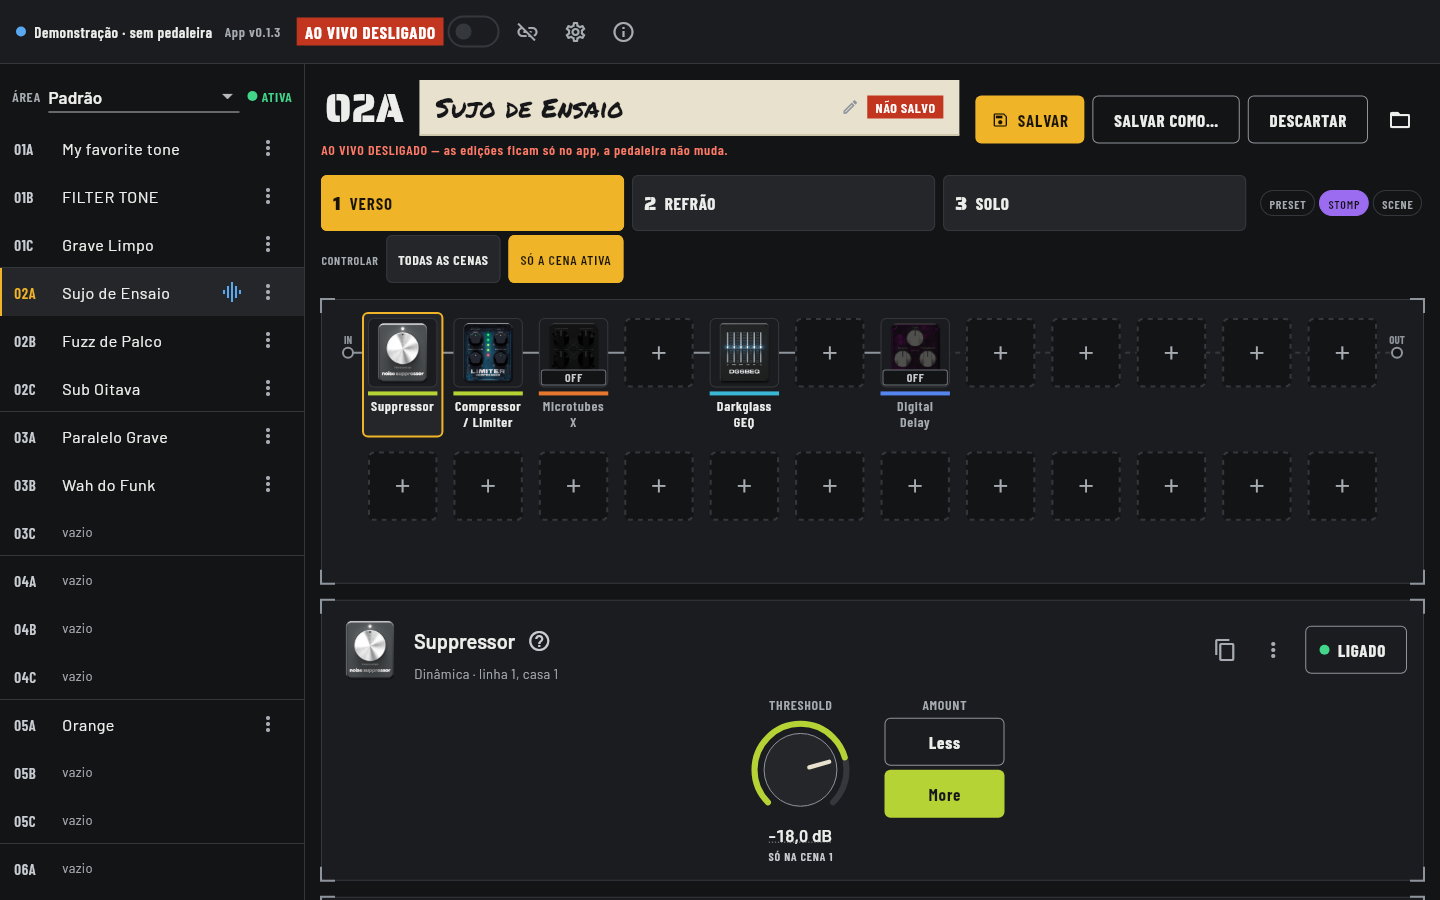 Demonstração · sem pedaleira App v0.1.3 AO VIVO DESLIGADO
ÁREA Padrão ATIVA
01A My favorite tone
01B FILTER TONE
01C Grave Limpo
02A Sujo de Ensaio
02B Fuzz de Palco
02C Sub Oitava
03A Paralelo Grave
03B Wah do Funk
03C vazio
04A vazio
04B vazio
04C vazio
05A Orange
05B vazio
05C vazio
06A vazio
02A Sujo de Ensaio NÃO SALVO SALVAR SALVAR COMO... DESCARTAR
AO VIVO DESLIGADO — as edições ficam só no app, a pedaleira não muda.
1 VERSO 2 REFRÃO 3 SOLO PRESET STOMP SCENE
CONTROLAR TODAS AS CENAS SÓ A CENA ATIVA
IN OUT
noise suppressor LIMITER OFF DG6BEQ OFF
Suppressor Compressor / Limiter Microtubes X Darkglass GEQ Digital Delay
Suppressor
Dinâmica · linha 1, casa 1
LIGADO
THRESHOLD AMOUNT
Less
More
-18,0 dB
SÓ NA CENA 1